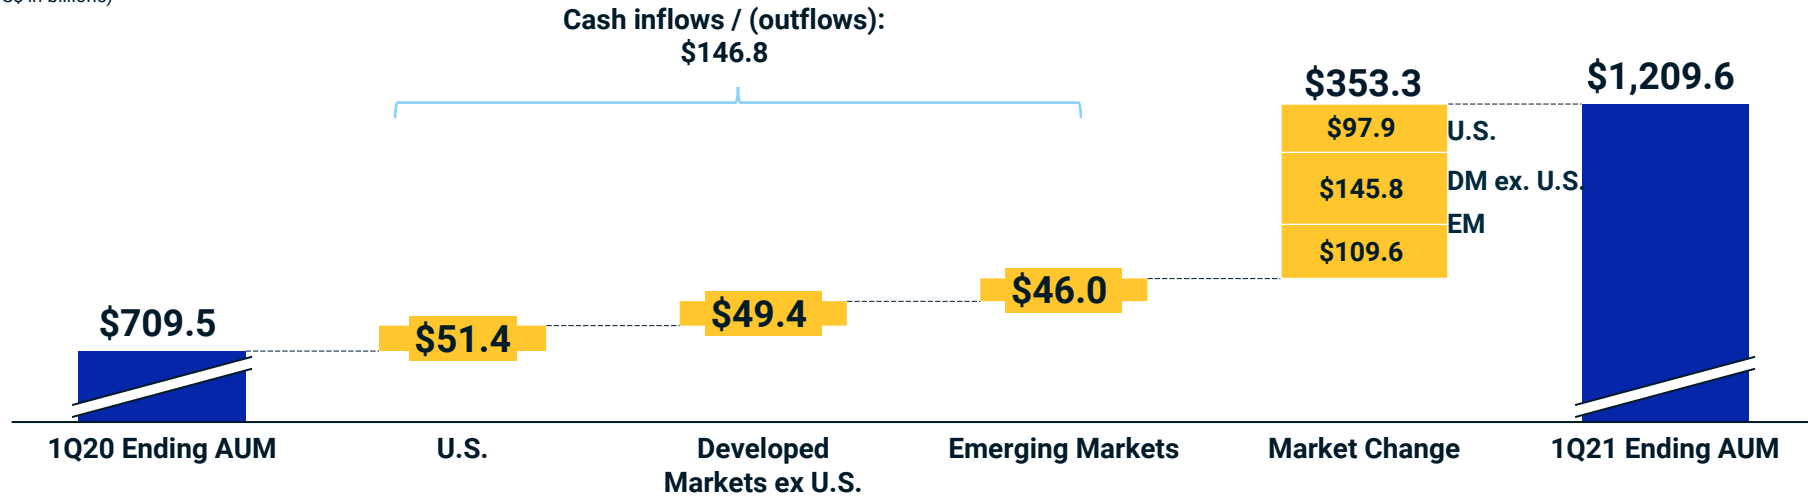 in billions)
Cash inflows / (outflows):
$146.8
$353.3
$1,209.6
$97.9
U.S.
$145.8
DM ex. U.S.
EM
$109.6
$709.5
$51.4
$49.4
$46.0
1Q20 Ending AUM
U.S.
Developed
Markets ex U.S.
Emerging Markets
Market Change
1Q21 Ending AUM